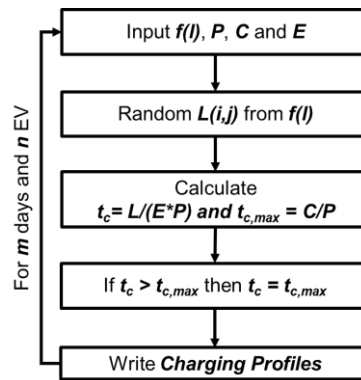 Input f(l), P, C and E
Random L(i,j) from f(l)
Calculate
t_c= L/(E*P) and t_c,max = C/P
If t_c > t_c,max then t_c = t_c,max
Write Charging Profiles
For m days and n EV